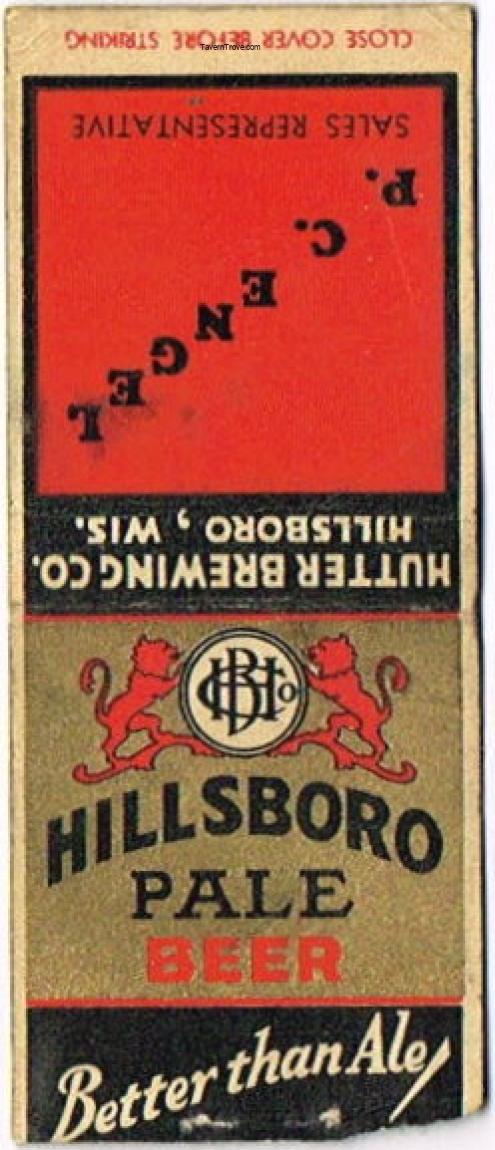 TavernTrove.com
HUTTER BREWING CO.
HILLSBORO, WIS.
P. C. ENGEL
SALES REPRESENTATIVE
CLOSE COVER BEFORE STRIKING
HBCo
HILLSBORO
PALE
BEER
Better than Ale